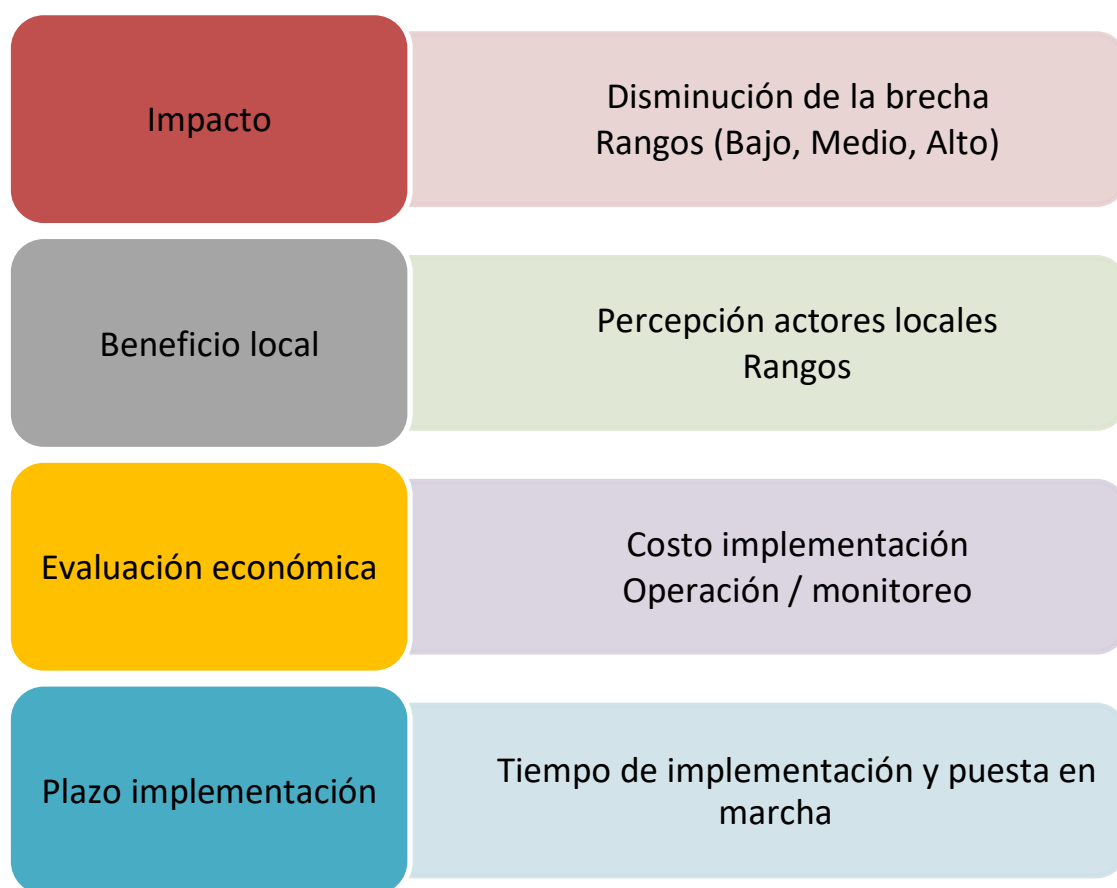 Impacto
Disminución de la brecha
Rangos (Bajo, Medio, Alto)
Beneficio local
Percepción actores locales
Rangos
Evaluación económica
Costo implementación
Operación / monitoreo
Plazo implementación
Tiempo de implementación y puesta en
marcha